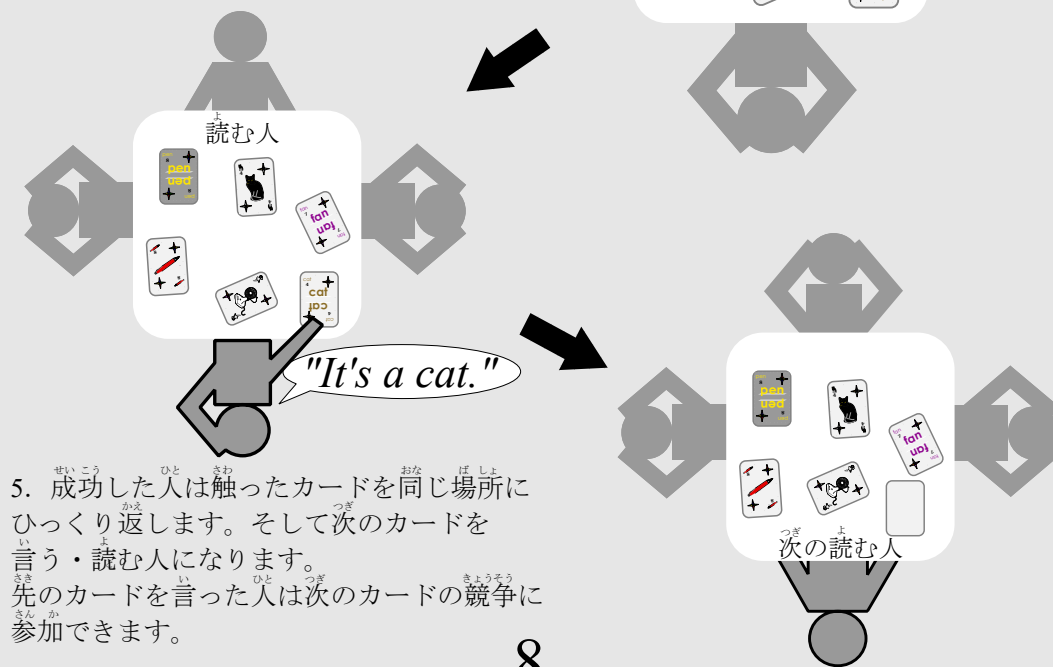 読む人
pen
pen
fan
fan
cat
cat
"It's a cat."
pen
pen
fan
fan
次の読む人
5. 成功した人は触ったカードを同じ場所に
ひっくり返します。そして次のカードを
言う・読む人になります。
先のカードを言った人は次のカードの競争に
参加できます。
8